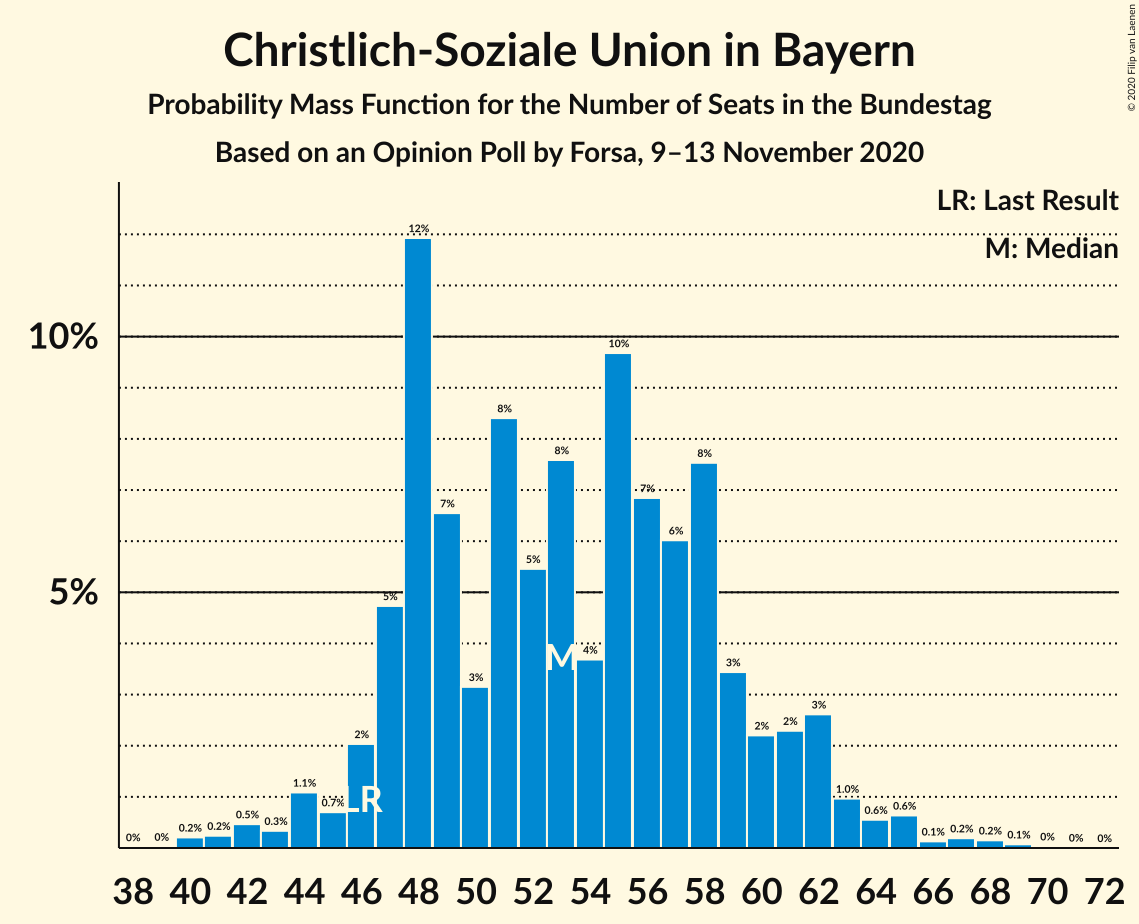 Christlich-Soziale Union in Bayern
Probability Mass Function for the Number of Seats in the Bundestag
Based on an Opinion Poll by Forsa, 9–13 November 2020
© 2020 Filip van Laenen
LR: Last Result
M: Median
10%
5%
0% 0% 0.2% 0.2% 0.5% 0.3% 1.1% 0.7% 2% 5% 12% 7% 3% 8% 5% 8% 4% 10% 7% 6% 8% 3% 2% 2% 3% 1.0% 0.6% 0.6% 0.1% 0.2% 0.2% 0.1% 0% 0% 0%
LR
M
38 40 42 44 46 48 50 52 54 56 58 60 62 64 66 68 70 72